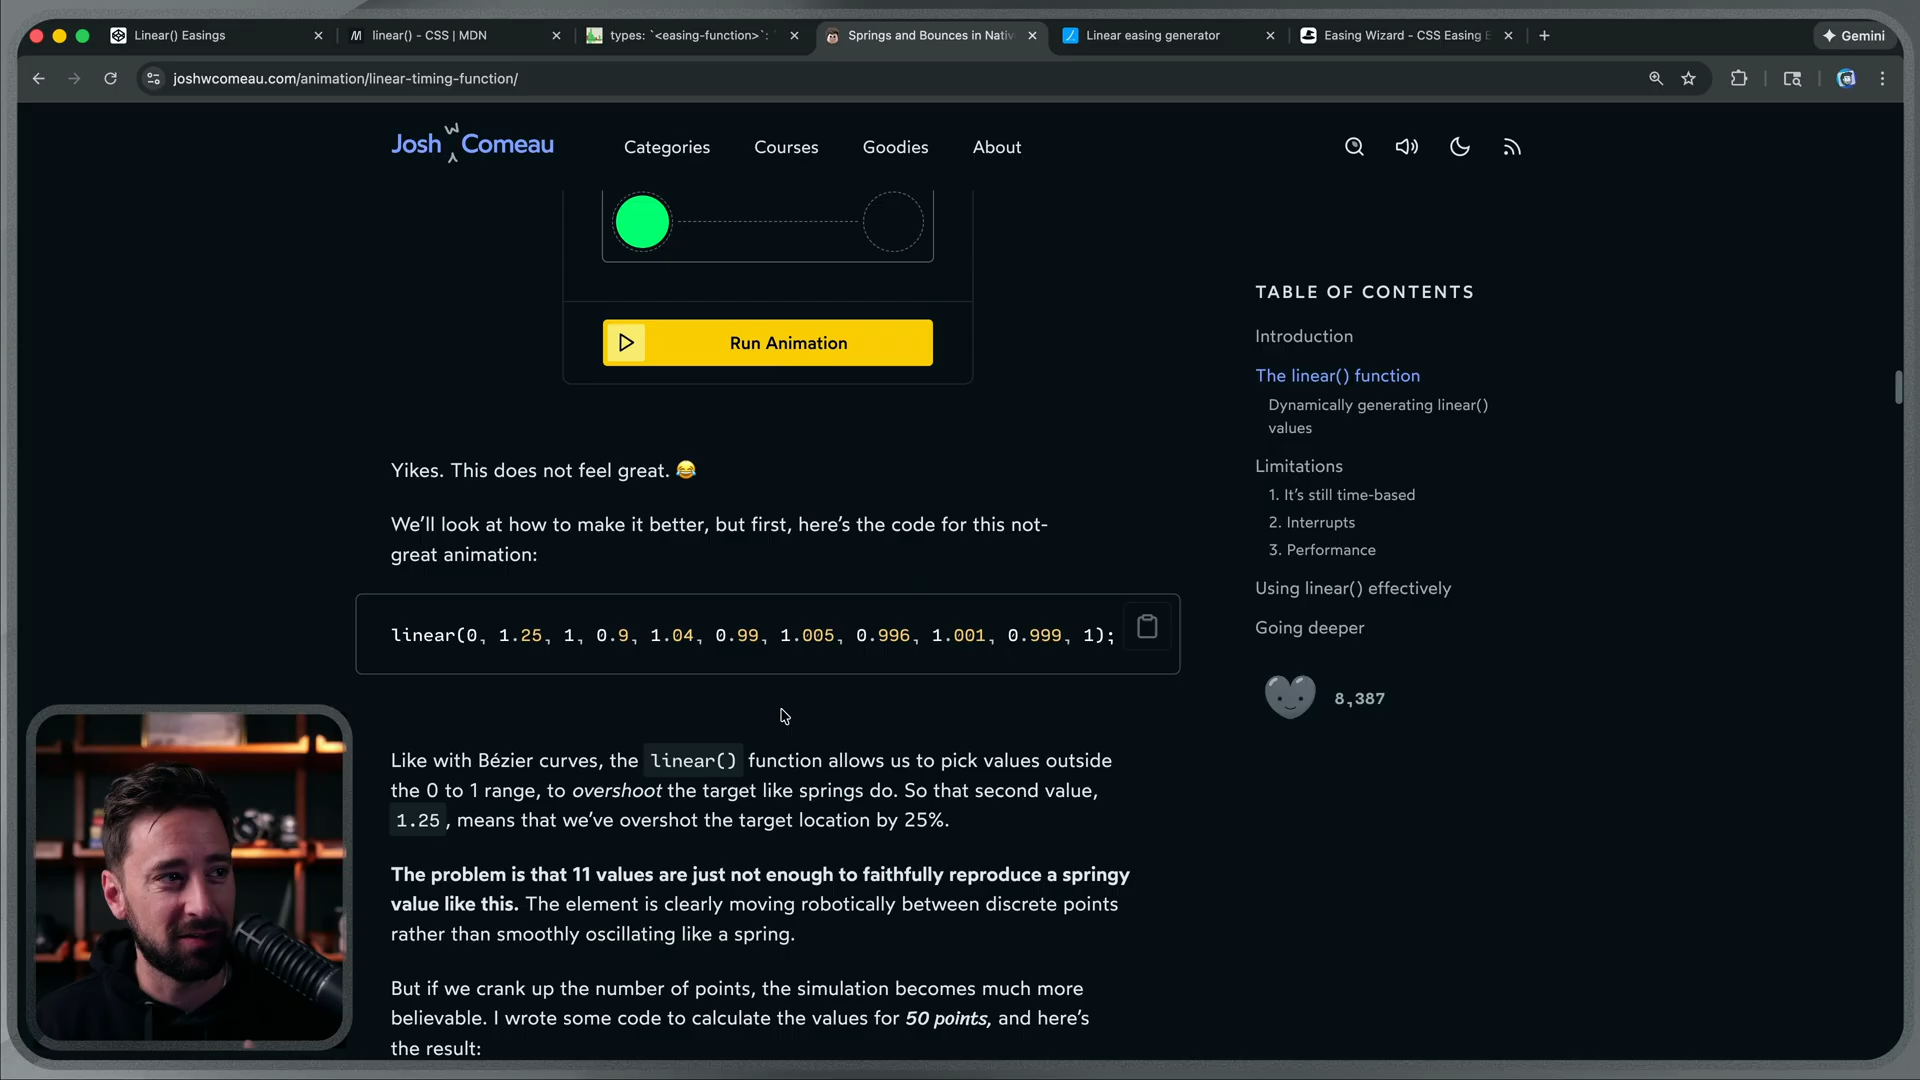 Linear() Easings
linear() - CSS | MDN
types: `<easing-function>`:
Springs and Bounces in Nativ
Linear easing generator
Easing Wizard - CSS Easing E
Gemini
joshwcomeau.com/animation/linear-timing-function/
Josh W Comeau
Categories
Courses
Goodies
About
Run Animation
Yikes. This does not feel great. 😂
We’ll look at how to make it better, but first, here’s the code for this not-
great animation:
linear(0, 1.25, 1, 0.9, 1.04, 0.99, 1.005, 0.996, 1.001, 0.999, 1);
Like with Bézier curves, the linear() function allows us to pick values outside
the 0 to 1 range, to overshoot the target like springs do. So that second value,
1.25, means that we’ve overshot the target location by 25%.
The problem is that 11 values are just not enough to faithfully reproduce a springy
value like this. The element is clearly moving robotically between discrete points
rather than smoothly oscillating like a spring.
But if we crank up the number of points, the simulation becomes much more
believable. I wrote some code to calculate the values for 50 points, and here’s
the result:
TABLE OF CONTENTS
Introduction
The linear() function
Dynamically generating linear()
values
Limitations
1. It’s still time-based
2. Interrupts
3. Performance
Using linear() effectively
Going deeper
8,387